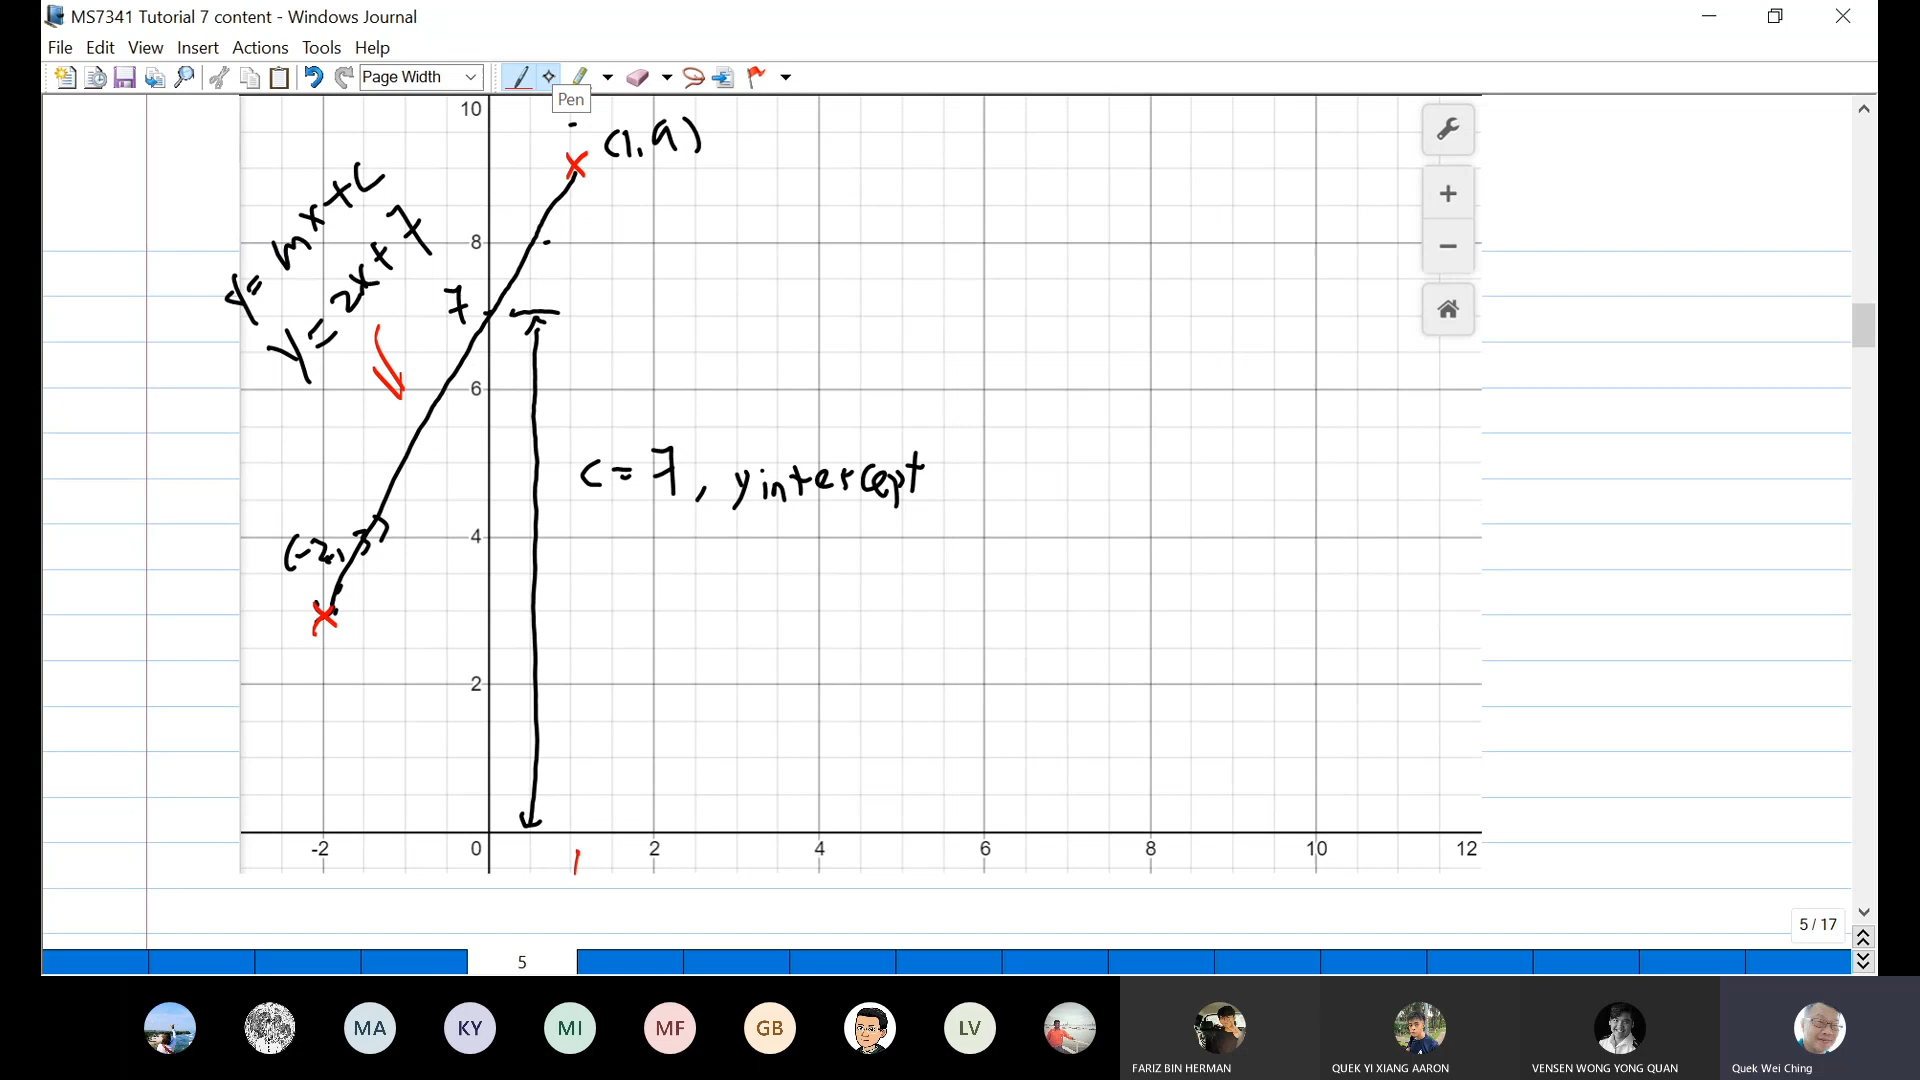 MS7341 Tutorial 7 content - Windows Journal
File Edit View Insert Actions Tools Help
Page Width
Pen
10
(1, 9)
y = mx + c
y = 2x + 7
8
7
6
c = 7, y intercept
(-2, 3)
4
2
-2 0 2 4 6 8 10 12
1
5 / 17
5
MA KY MI MF GB LV
FARIZ BIN HERMAN QUEK YI XIANG AARON VENSEN WONG YONG QUAN Quek Wei Ching